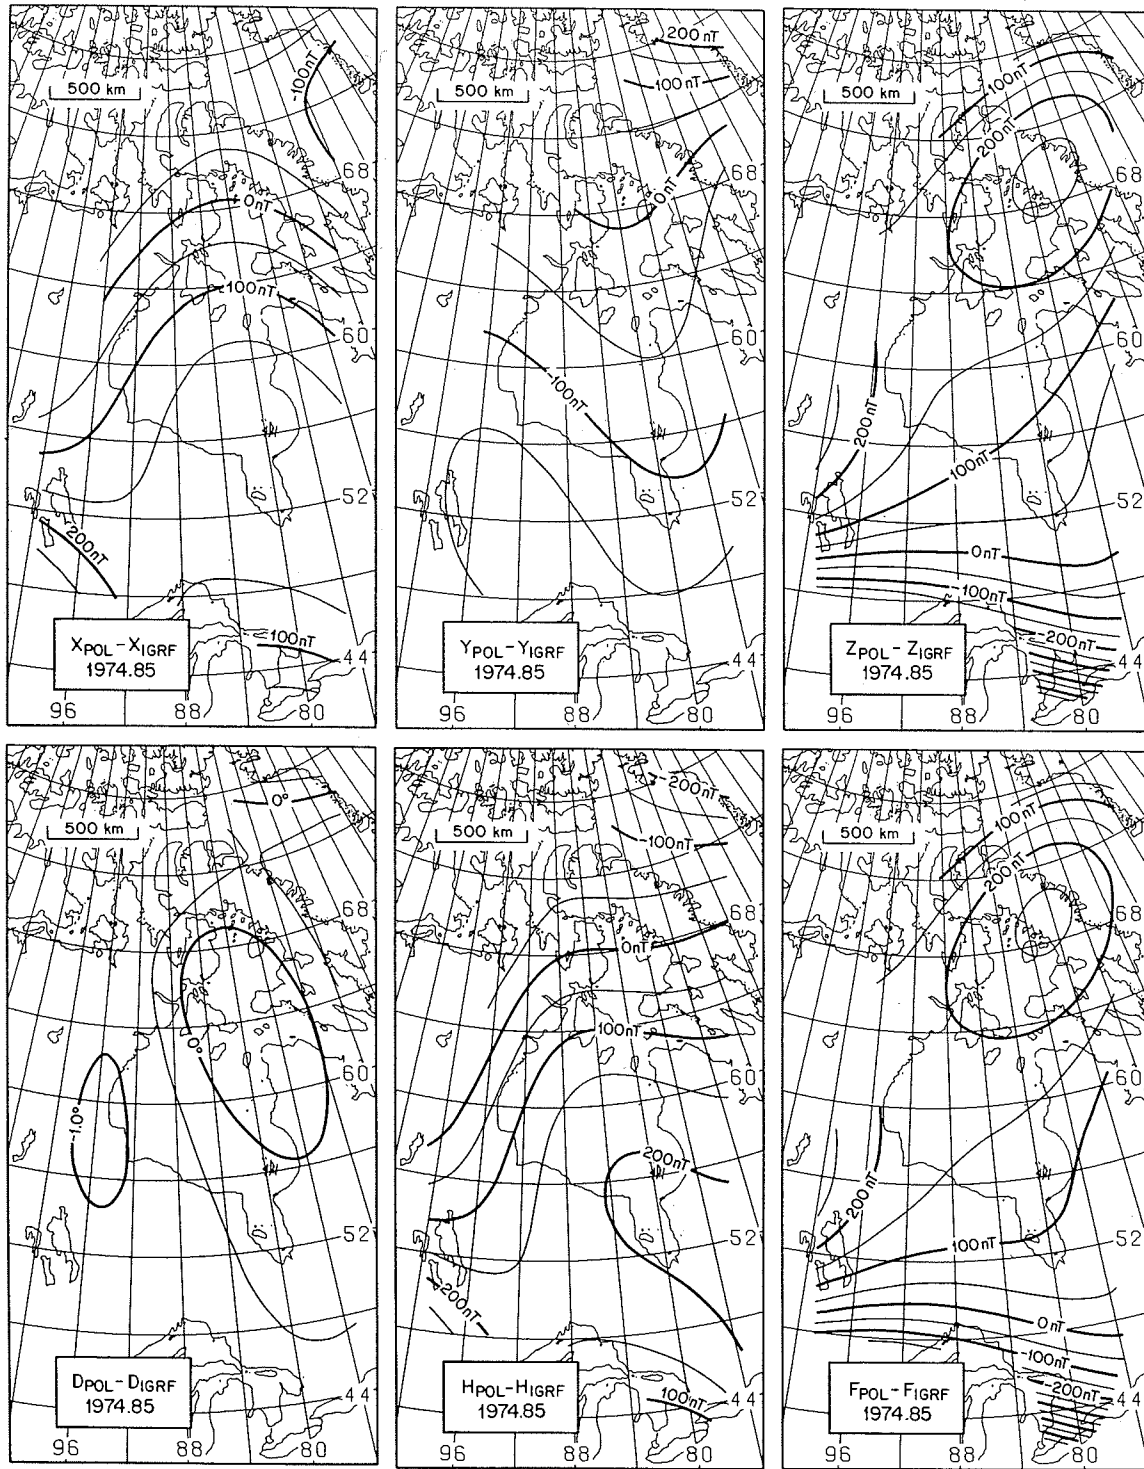 500 km
-100nT
68
0nT
100nT
60
52
200nT
100nT
XPOL-XIGRF
1974.85
44
96
88
80
200nT
500 km
100nT
68
0nT
60
-100nT
52
YPOL-YIGRF
1974.85
44
96
88
80
100nT
500 km
200nT
68
60
200nT
100nT
52
0nT
-100nT
-200nT
ZPOL-ZIGRF
1974.85
44
96
88
80
0°
500 km
68
0°
60
-1.0°
52
DPOL-DIGRF
1974.85
44
96
88
80
-200nT
500 km
-100nT
68
0nT
100nT
60
200nT
52
200nT
HPOL-HIGRF
1974.85
100nT
44
96
88
80
100nT
500 km
200nT
68
60
200nT
52
100nT
0nT
-100nT
-200nT
FPOL-FIGRF
1974.85
44
96
88
80